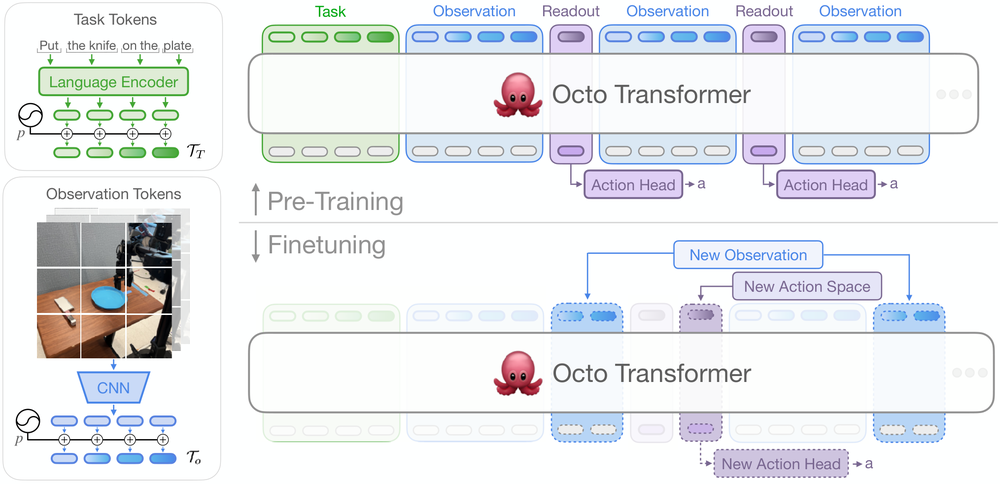 Task Tokens
Put the knife on the plate
Language Encoder
p
𝒯_T
Observation Tokens
CNN
p
𝒯_o
Task
Observation
Readout
Observation
Readout
Observation
Octo Transformer
Action Head
a
Action Head
a
Pre-Training
Finetuning
New Observation
New Action Space
Octo Transformer
New Action Head
a